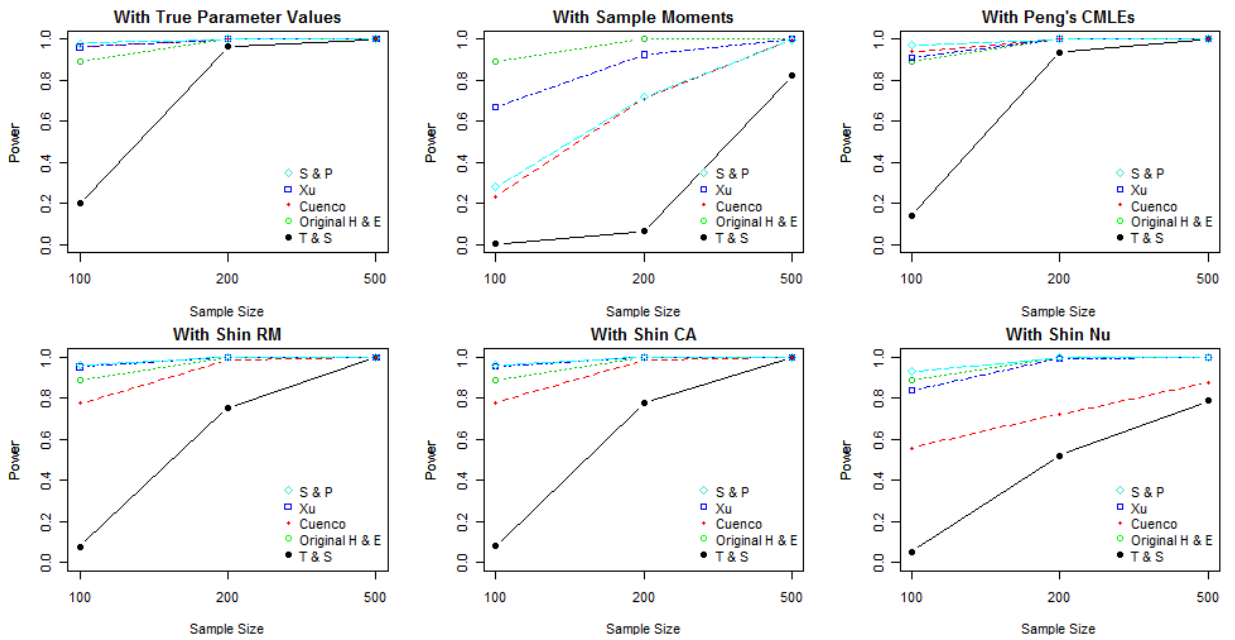 With True Parameter Values
Power
0.0 0.2 0.4 0.6 0.8 1.0
S & P
Xu
Cuenco
Original H & E
T & S
100 200 500
Sample Size
With Sample Moments
Power
0.0 0.2 0.4 0.6 0.8 1.0
S & P
Xu
Cuenco
Original H & E
T & S
100 200 500
Sample Size
With Peng's CMLEs
Power
0.0 0.2 0.4 0.6 0.8 1.0
S & P
Xu
Cuenco
Original H & E
T & S
100 200 500
Sample Size
With Shin RM
Power
0.0 0.2 0.4 0.6 0.8 1.0
S & P
Xu
Cuenco
Original H & E
T & S
100 200 500
Sample Size
With Shin CA
Power
0.0 0.2 0.4 0.6 0.8 1.0
S & P
Xu
Cuenco
Original H & E
T & S
100 200 500
Sample Size
With Shin Nu
Power
0.0 0.2 0.4 0.6 0.8 1.0
S & P
Xu
Cuenco
Original H & E
T & S
100 200 500
Sample Size